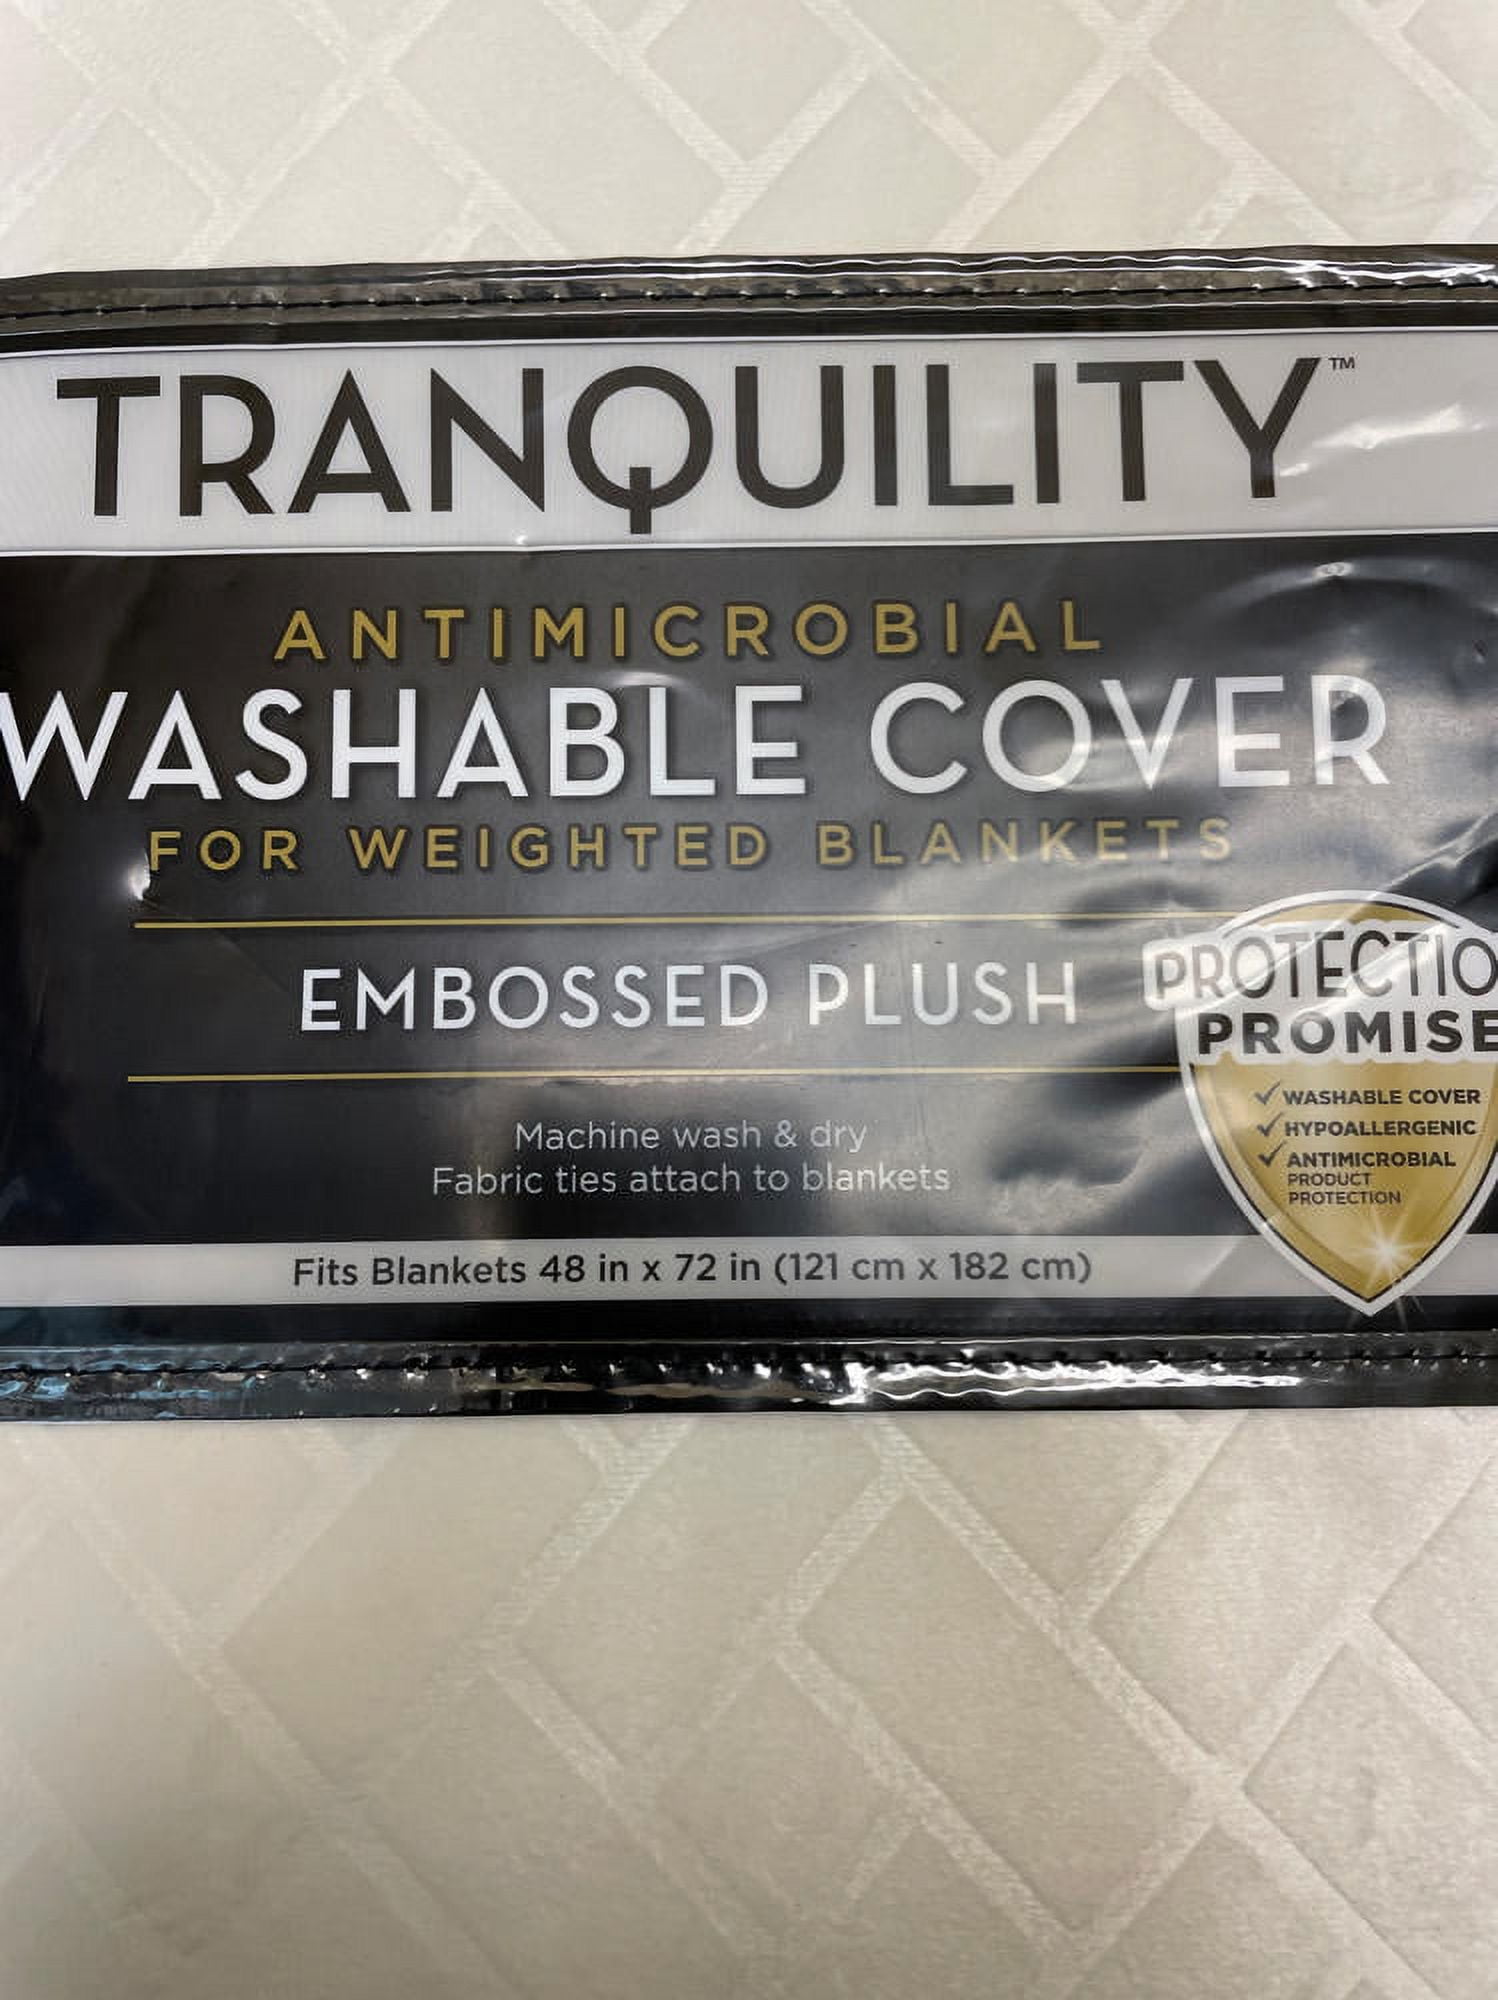 TRANQUILITY™
ANTIMICROBIAL
WASHABLE COVER
FOR WEIGHTED BLANKETS
EMBOSSED PLUSH
Machine wash & dry
Fabric ties attach to blankets
Fits Blankets 48 in x 72 in (121 cm x 182 cm)
PROTECTIO
PROMISE
✓ WASHABLE COVER
✓ HYPOALLERGENIC
✓ ANTIMICROBIAL
PRODUCT
PROTECTION